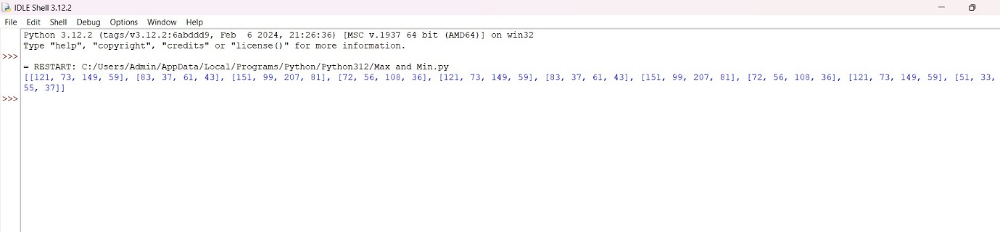 IDLE Shell 3.12.2
File Edit Shell Debug Options Window Help
Python 3.12.2 (tags/v3.12.2:6abddd9, Feb  6 2024, 21:26:36) [MSC v.1937 64 bit (AMD64)] on win32
Type "help", "copyright", "credits" or "license()" for more information.
>>>
= RESTART: C:/Users/Admin/AppData/Local/Programs/Python/Python312/Max and Min.py
[[121, 73, 149, 59], [83, 37, 61, 43], [151, 99, 207, 81], [72, 56, 108, 36], [121, 73, 149, 59], [83, 37, 61, 43], [151, 99, 207, 81], [72, 56, 108, 36], [121, 73, 149, 59], [51, 33,
55, 37]]
>>>